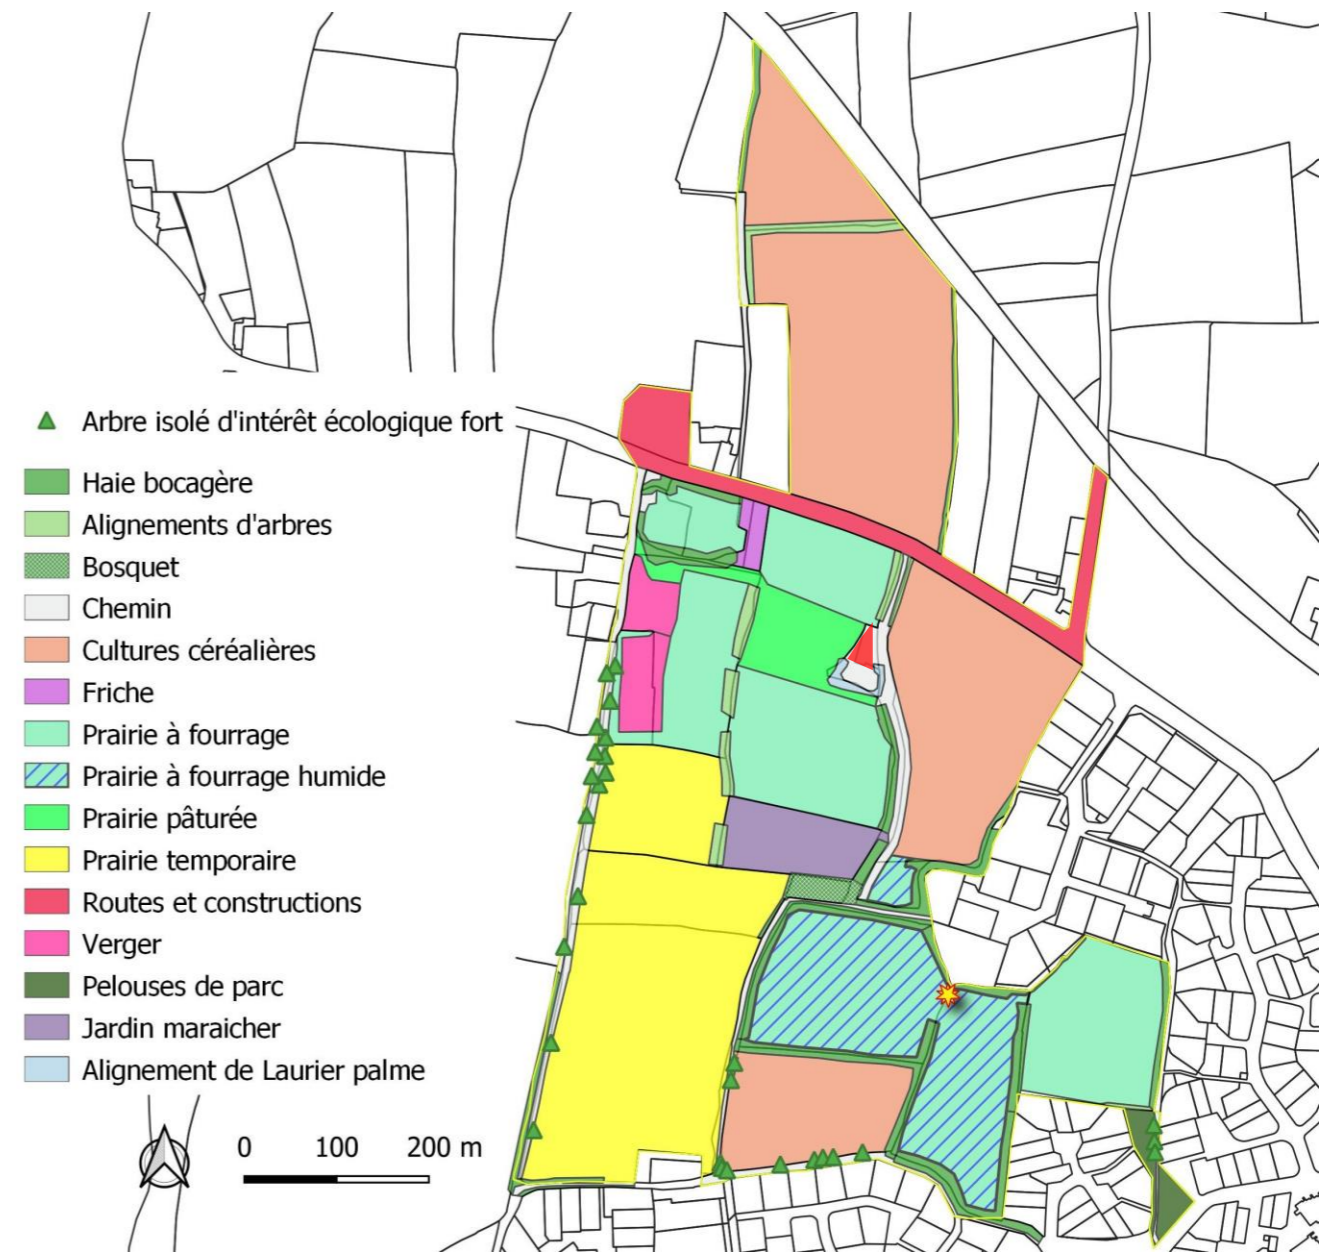 Arbre isolé d'intérêt écologique fort
Haie bocagère
Alignements d'arbres
Bosquet
Chemin
Cultures céréalières
Friche
Prairie à fourrage
Prairie à fourrage humide
Prairie pâturée
Prairie temporaire
Routes et constructions
Verger
Pelouses de parc
Jardin maraicher
Alignement de Laurier palme
0 100 200 m